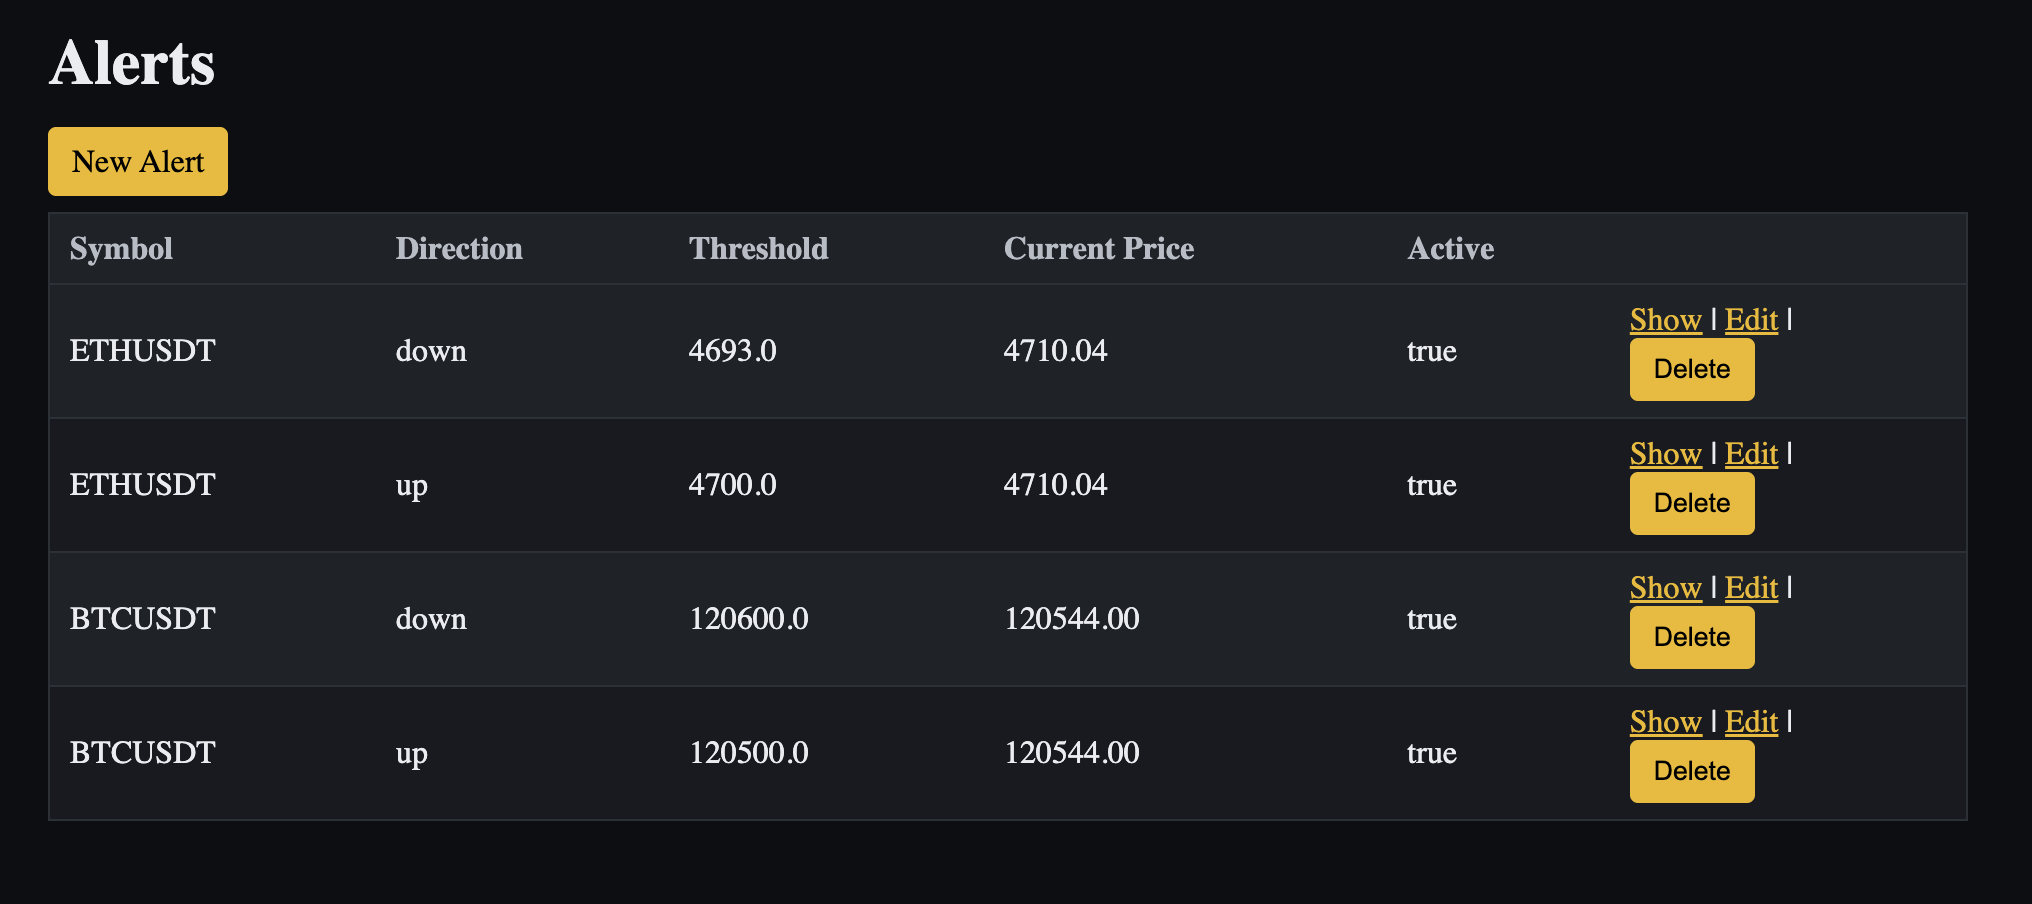 Alerts
New Alert
Symbol Direction Threshold Current Price Active
ETHUSDT down 4693.0 4710.04 true Show | Edit |
Delete
ETHUSDT up 4700.0 4710.04 true Show | Edit |
Delete
BTCUSDT down 120600.0 120544.00 true Show | Edit |
Delete
BTCUSDT up 120500.0 120544.00 true Show | Edit |
Delete